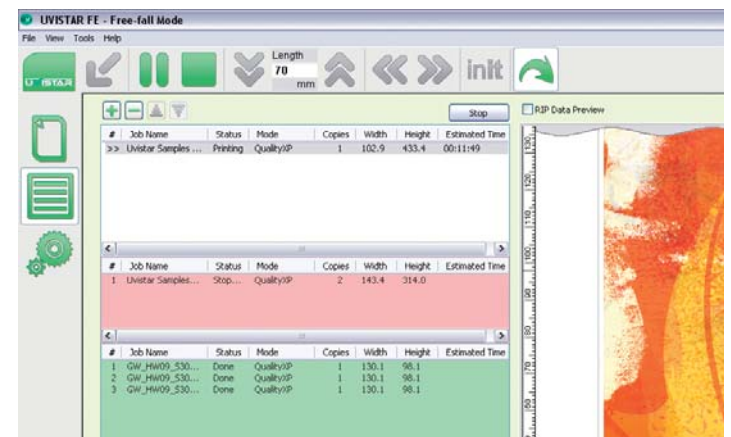 UVISTAR FE - Free-fall Mode
File View Tools Help
Length
70
mm
init
UVISTAR
Stop
RIP Data Preview
# Job Name Status Mode Copies Width Height Estimated Time
>> Uvistar Samples ... Printing QualityXP 1 102.9 433.4 00:11:49
# Job Name Status Mode Copies Width Height Estimated Time
1 Uvistar Samples... Stop... QualityXP 2 143.4 314.0
# Job Name Status Mode Copies Width Height Estimated Time
1 GW_HW09_S30... Done QualityXP 1 130.1 98.1
2 GW_HW09_S30... Done QualityXP 1 130.1 98.1
3 GW_HW09_S30... Done QualityXP 1 130.1 98.1
130
120
110
100
90
80
70
60